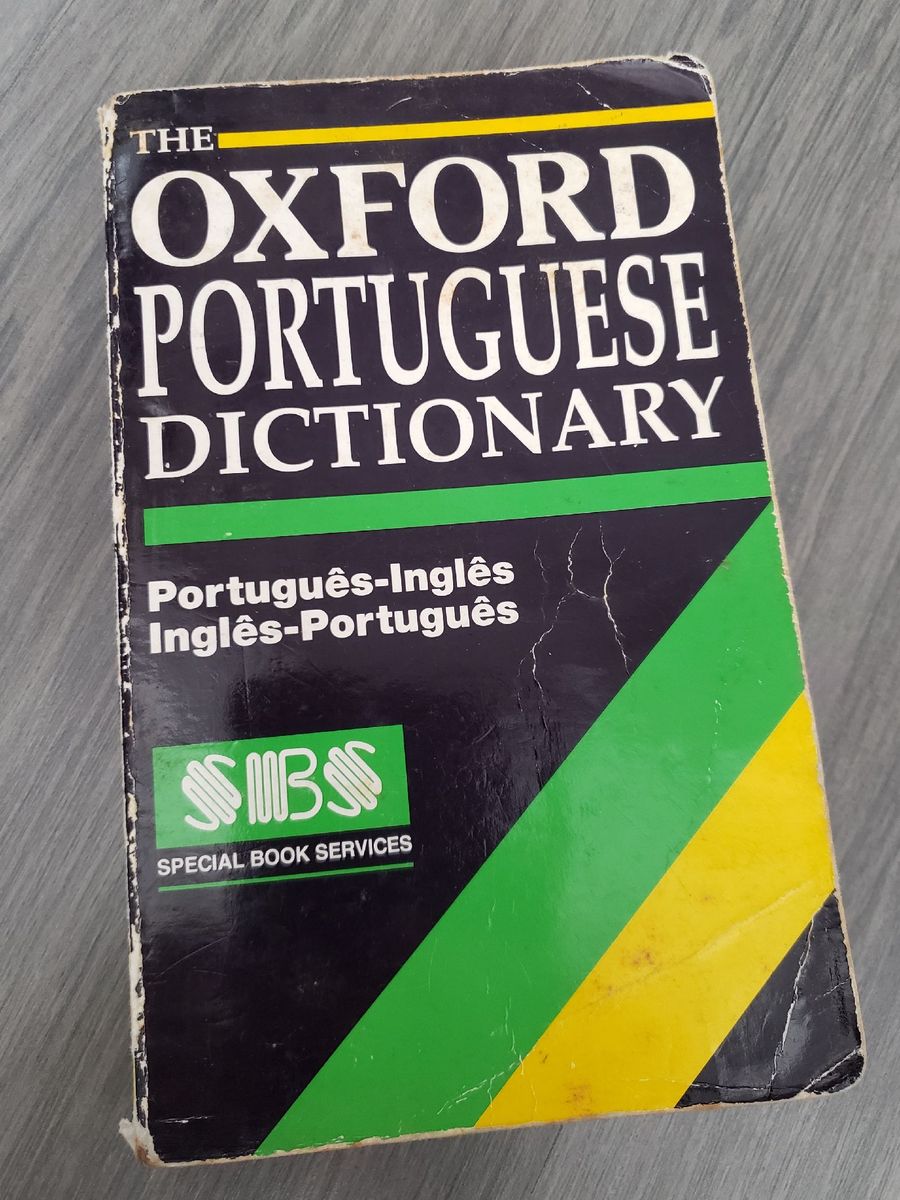 THE
OXFORD
PORTUGUESE
DICTIONARY
Português-Inglês
Inglês-Português
SBS
SPECIAL BOOK SERVICES